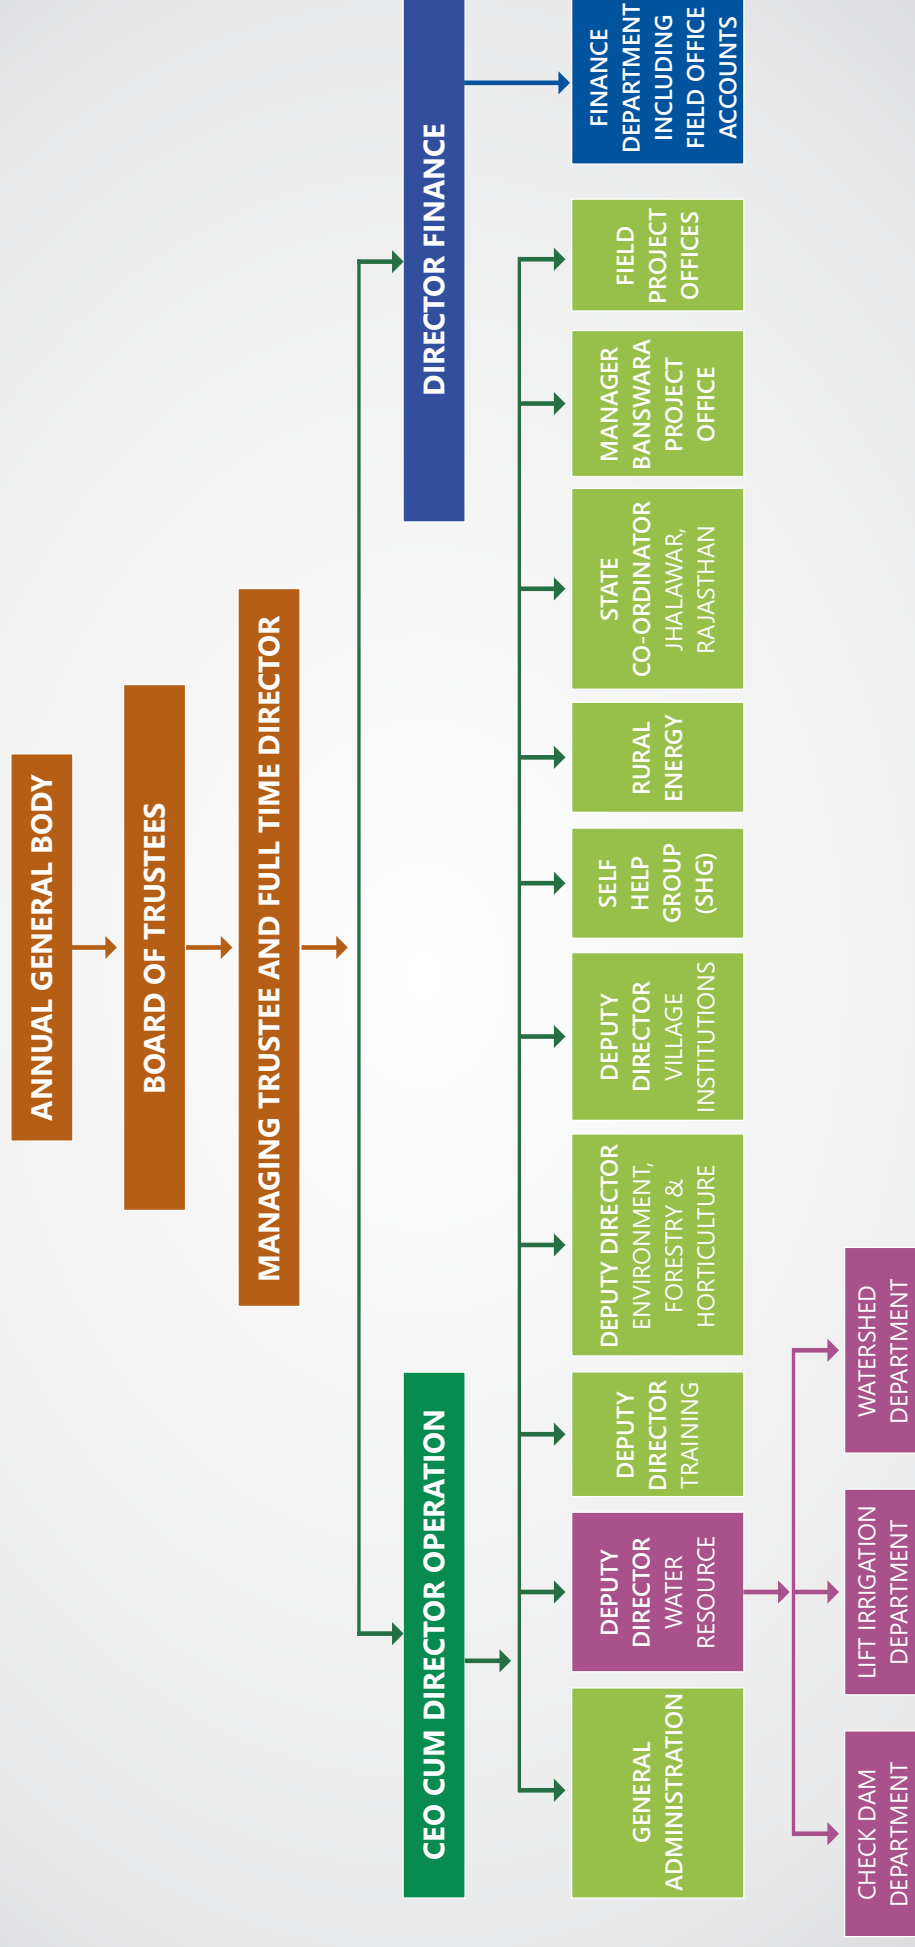 ANNUAL GENERAL BODY
BOARD OF TRUSTEES
MANAGING TRUSTEE AND FULL TIME DIRECTOR
CEO CUM DIRECTOR OPERATION
DIRECTOR FINANCE
GENERAL
ADMINISTRATION
DEPUTY
DIRECTOR
WATER
RESOURCE
DEPUTY
DIRECTOR
TRAINING
DEPUTY DIRECTOR
ENVIRONMENT,
FORESTRY &
HORTICULTURE
DEPUTY
DIRECTOR
VILLAGE
INSTITUTIONS
SELF
HELP
GROUP
(SHG)
RURAL
ENERGY
STATE
CO-ORDINATOR
JHALAWAR,
RAJASTHAN
MANAGER
BANSWARA
PROJECT
OFFICE
FIELD
PROJECT
OFFICES
FINANCE
DEPARTMENT
INCLUDING
FIELD OFFICE
ACCOUNTS
CHECK DAM
DEPARTMENT
LIFT IRRIGATION
DEPARTMENT
WATERSHED
DEPARTMENT